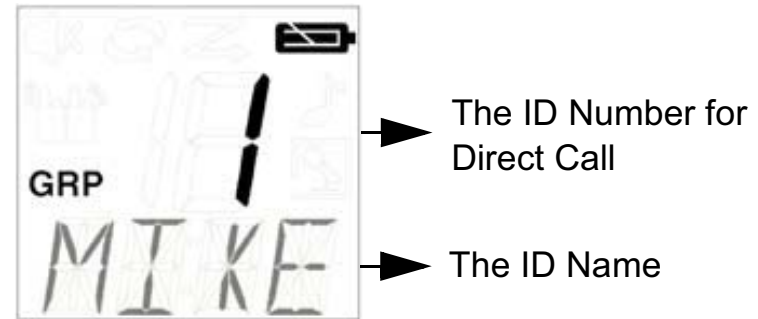 1
The ID Number for
Direct Call
GRP
MIKE
The ID Name